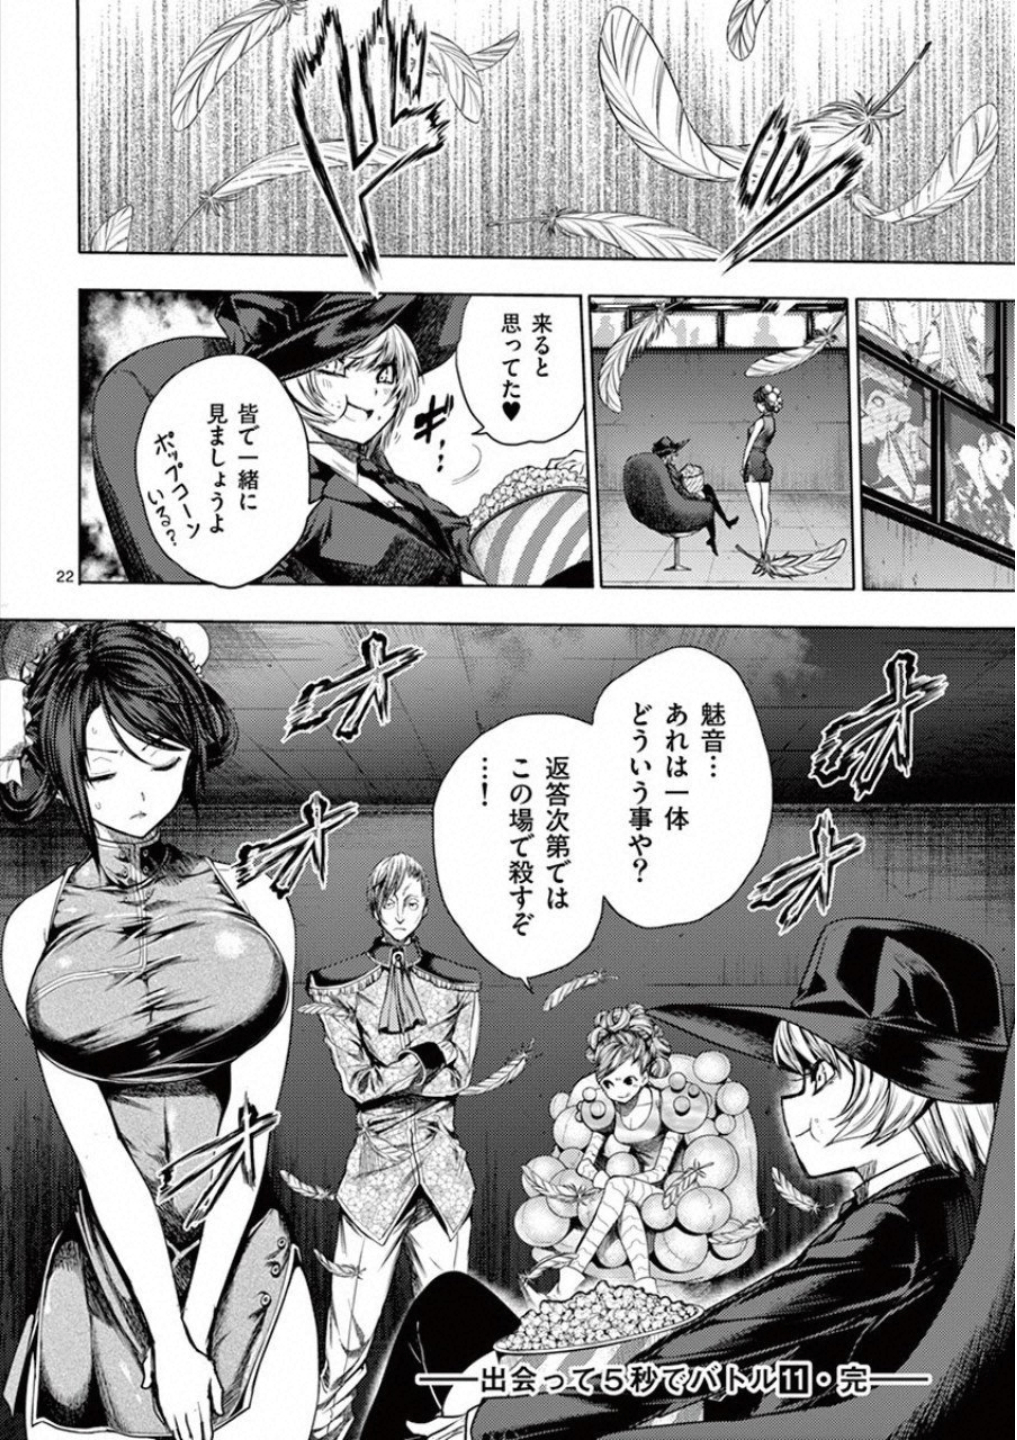 来ると
思ってた♥
ギッ…!
皆で一緒に
見ましょうよ
ポップコーン
いる?
22
魅音…
あれは一体
どういう事や?
返答次第では
この場で殺すぞ
……!
オ
オ
オ
オ
オ
出会って5秒でバトル11・完